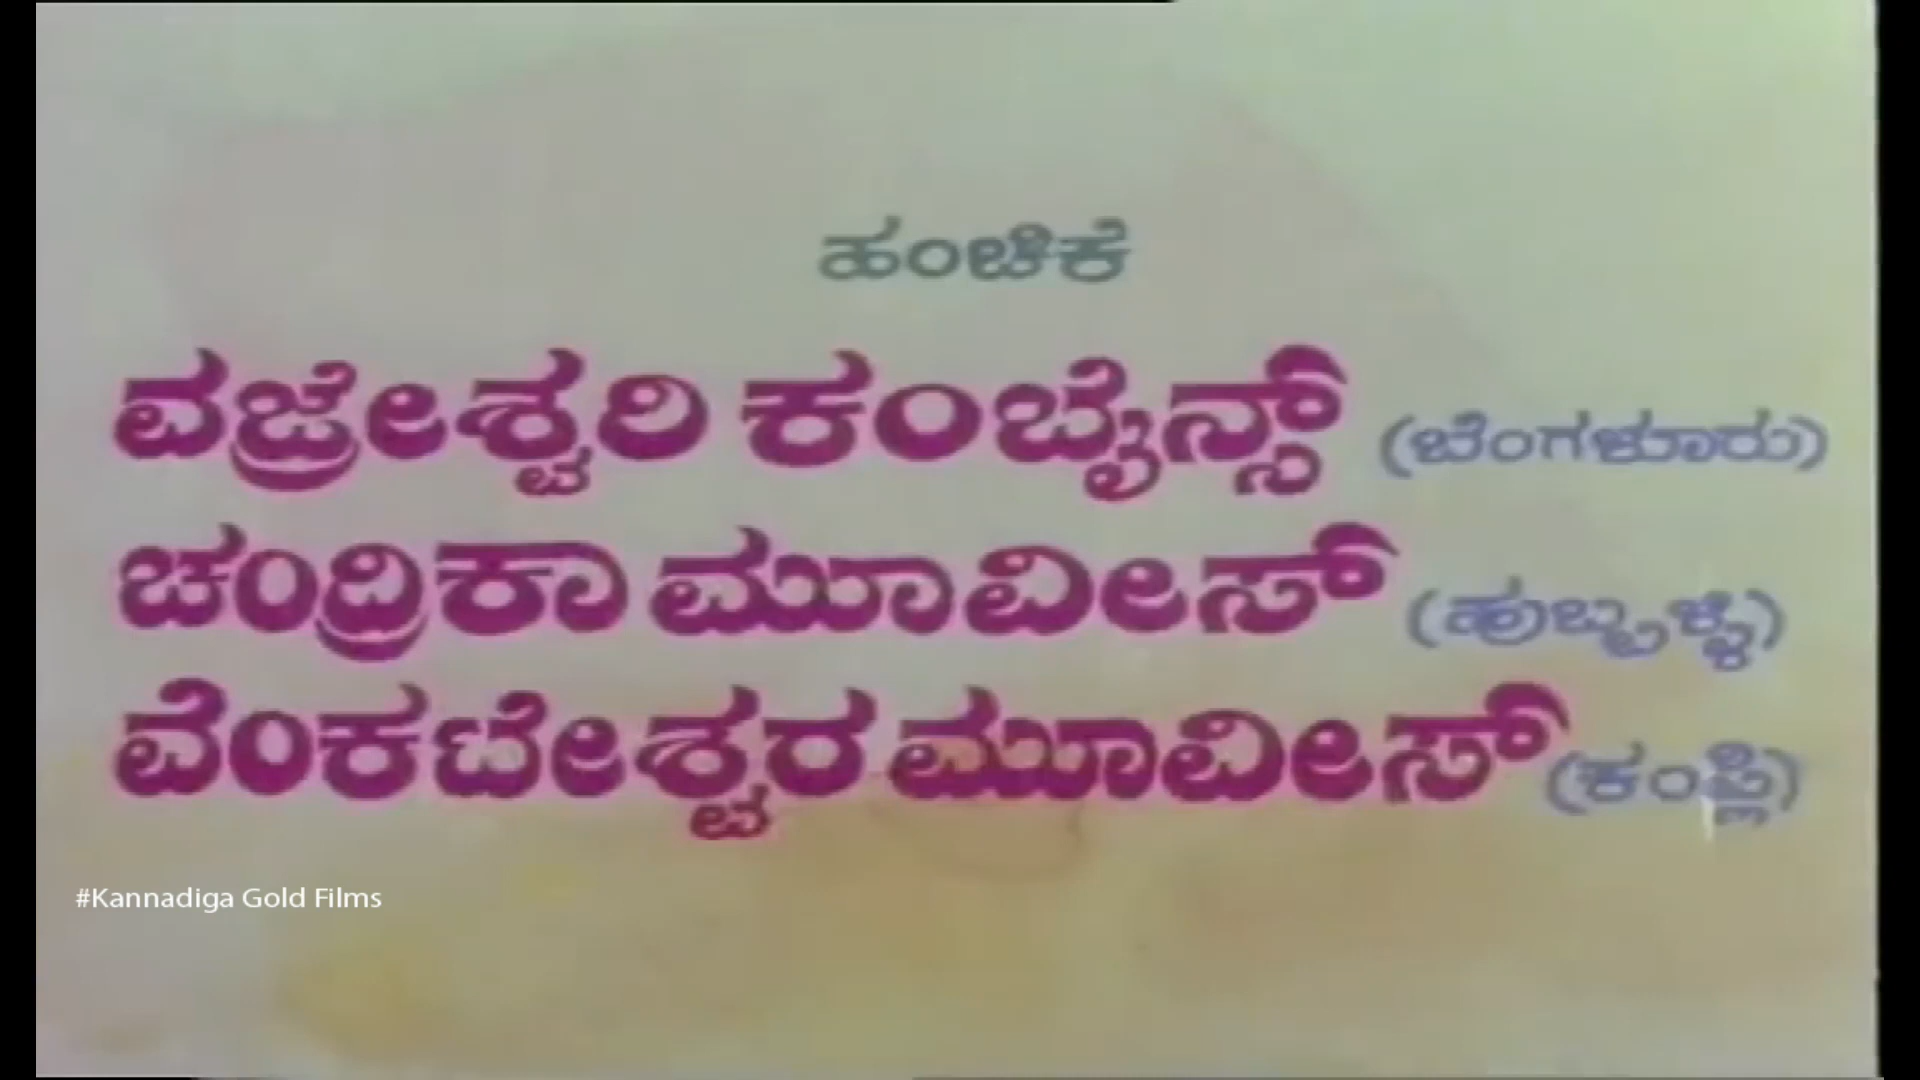 ಹಂಚಿಕೆ
ವಜ್ರೇಶ್ವರಿ ಕಂಬೈನ್ಸ್ (ಬೆಂಗಳೂರು)
ಚಂದ್ರಿಕಾ ಮೂವೀಸ್ (ಹುಬ್ಬಳ್ಳಿ)
ವೆಂಕಟೇಶ್ವರ ಮೂವೀಸ್ (ಕಂಪ್ಲಿ)
#Kannadiga Gold Films